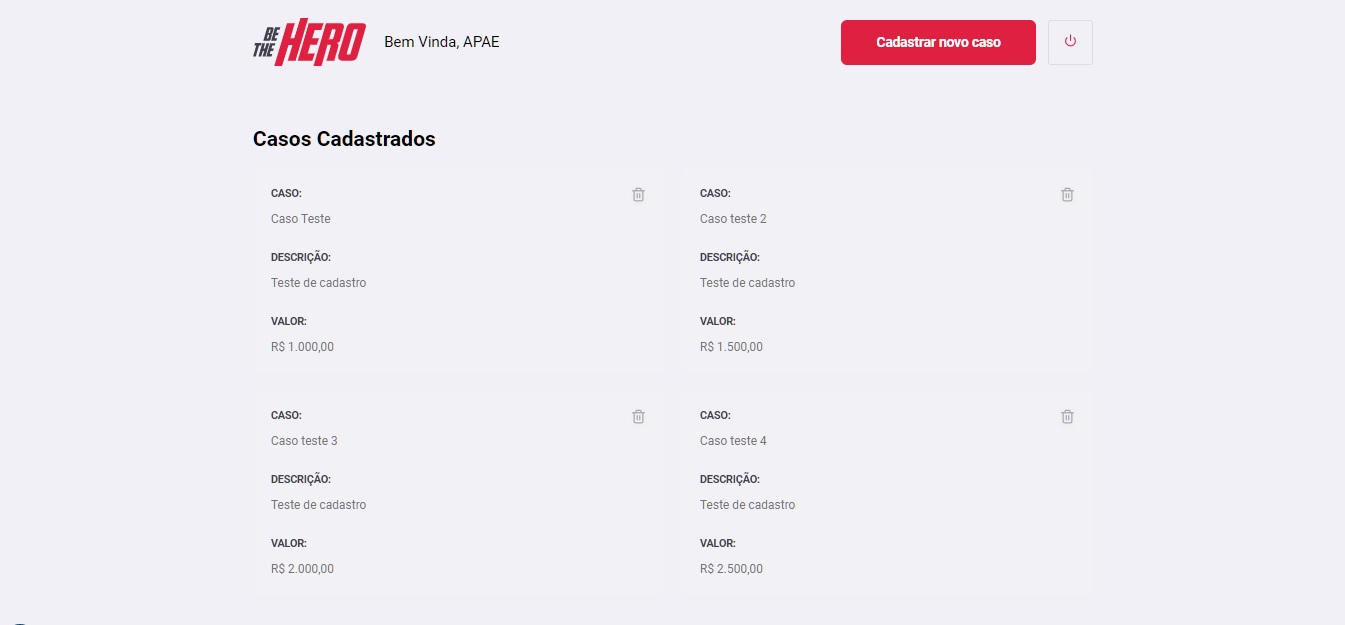 BE THE HERO
Bem Vinda, APAE
Cadastrar novo caso
Casos Cadastrados
CASO:
Caso Teste
DESCRIÇÃO:
Teste de cadastro
VALOR:
R$ 1.000,00
CASO:
Caso teste 2
DESCRIÇÃO:
Teste de cadastro
VALOR:
R$ 1.500,00
CASO:
Caso teste 3
DESCRIÇÃO:
Teste de cadastro
VALOR:
R$ 2.000,00
CASO:
Caso teste 4
DESCRIÇÃO:
Teste de cadastro
VALOR:
R$ 2.500,00